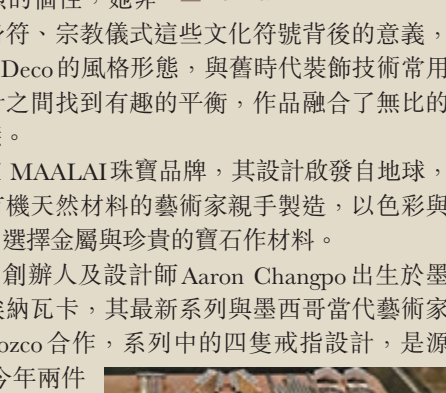 的個性，她非
符、宗教儀式這些文化符號背後的意義，
Deco的風格形態，與舊時代裝飾技術常用
之間找到有趣的平衡，作品融合了無比的
。
MAALAI珠寶品牌，其設計啟發自地球，
機天然材料的藝術家親手製造，以色彩與
選擇金屬與珍貴的寶石作材料。
創辦人及設計師Aaron Changpo出生於墨
納瓦卡，其最新系列與墨西哥當代藝術家
ozco合作，系列中的四隻戒指設計，是源
今年兩件